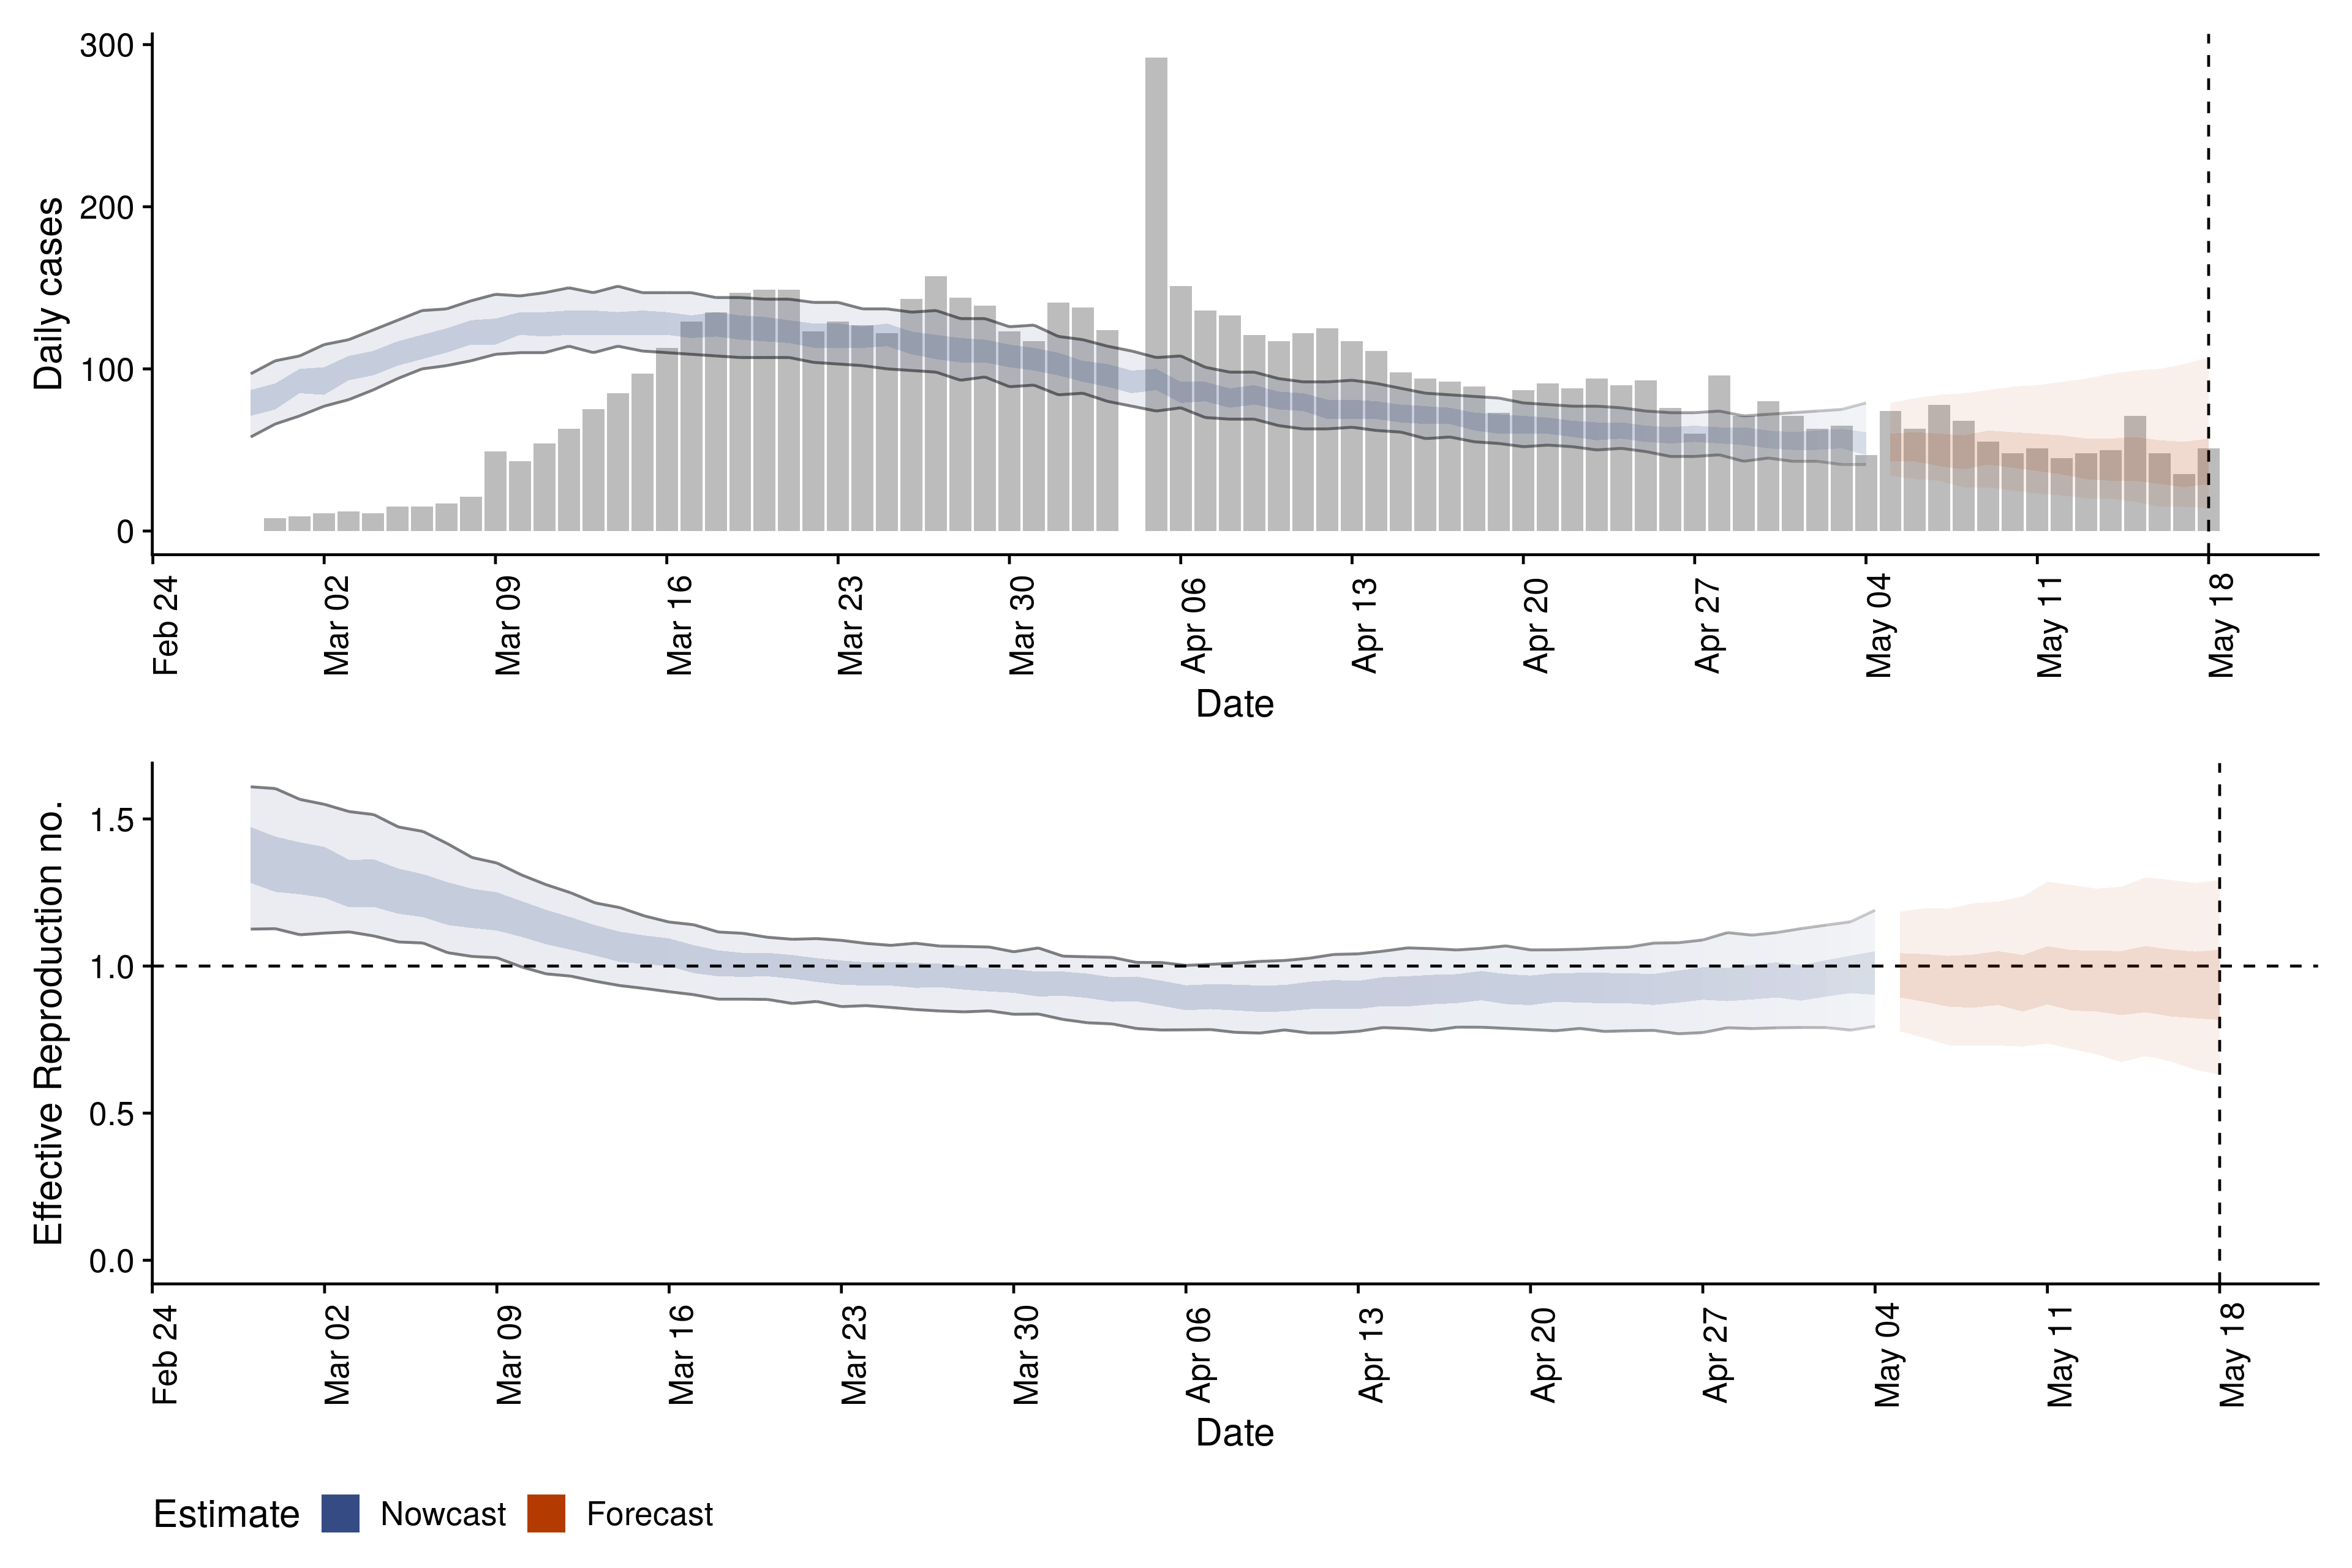 300
200
100
0
Daily cases
Feb 24
Mar 02
Mar 09
Mar 16
Mar 23
Mar 30
Apr 06
Apr 13
Apr 20
Apr 27
May 04
May 11
May 18
Date
1.5
1.0
0.5
0.0
Effective Reproduction no.
Feb 24
Mar 02
Mar 09
Mar 16
Mar 23
Mar 30
Apr 06
Apr 13
Apr 20
Apr 27
May 04
May 11
May 18
Date
Estimate Nowcast Forecast